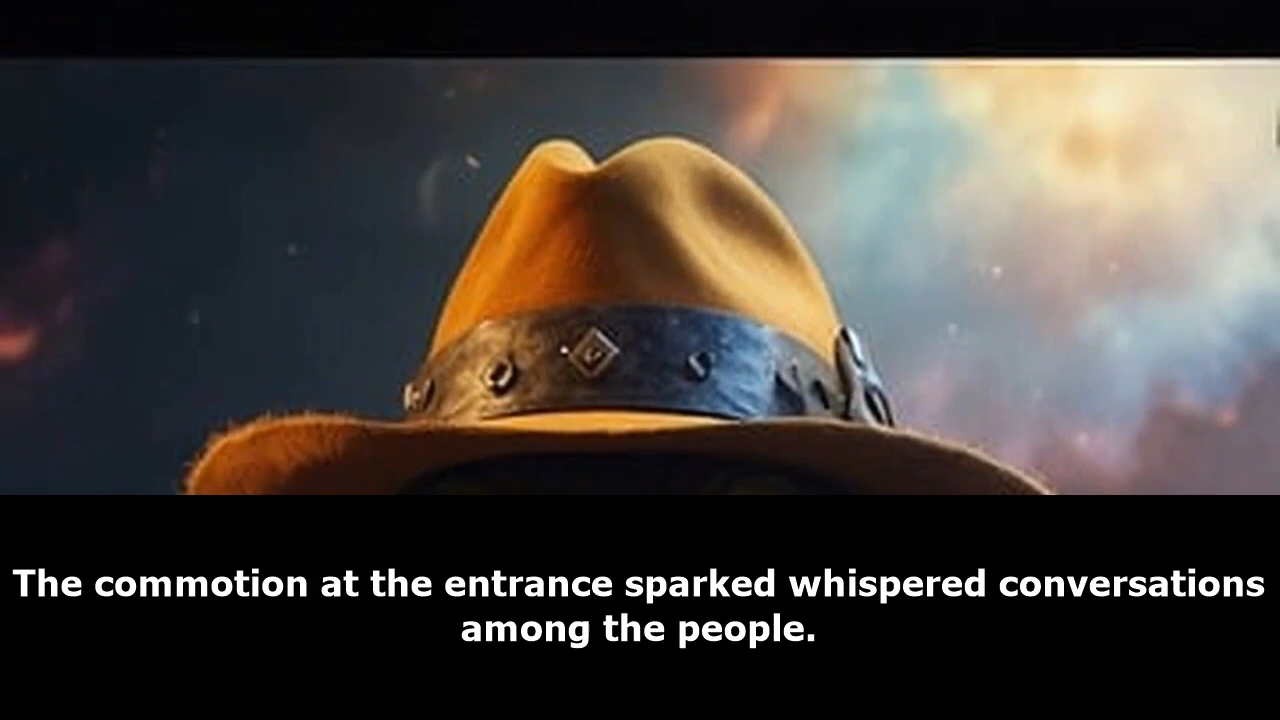 The commotion at the entrance sparked whispered conversations
among the people.